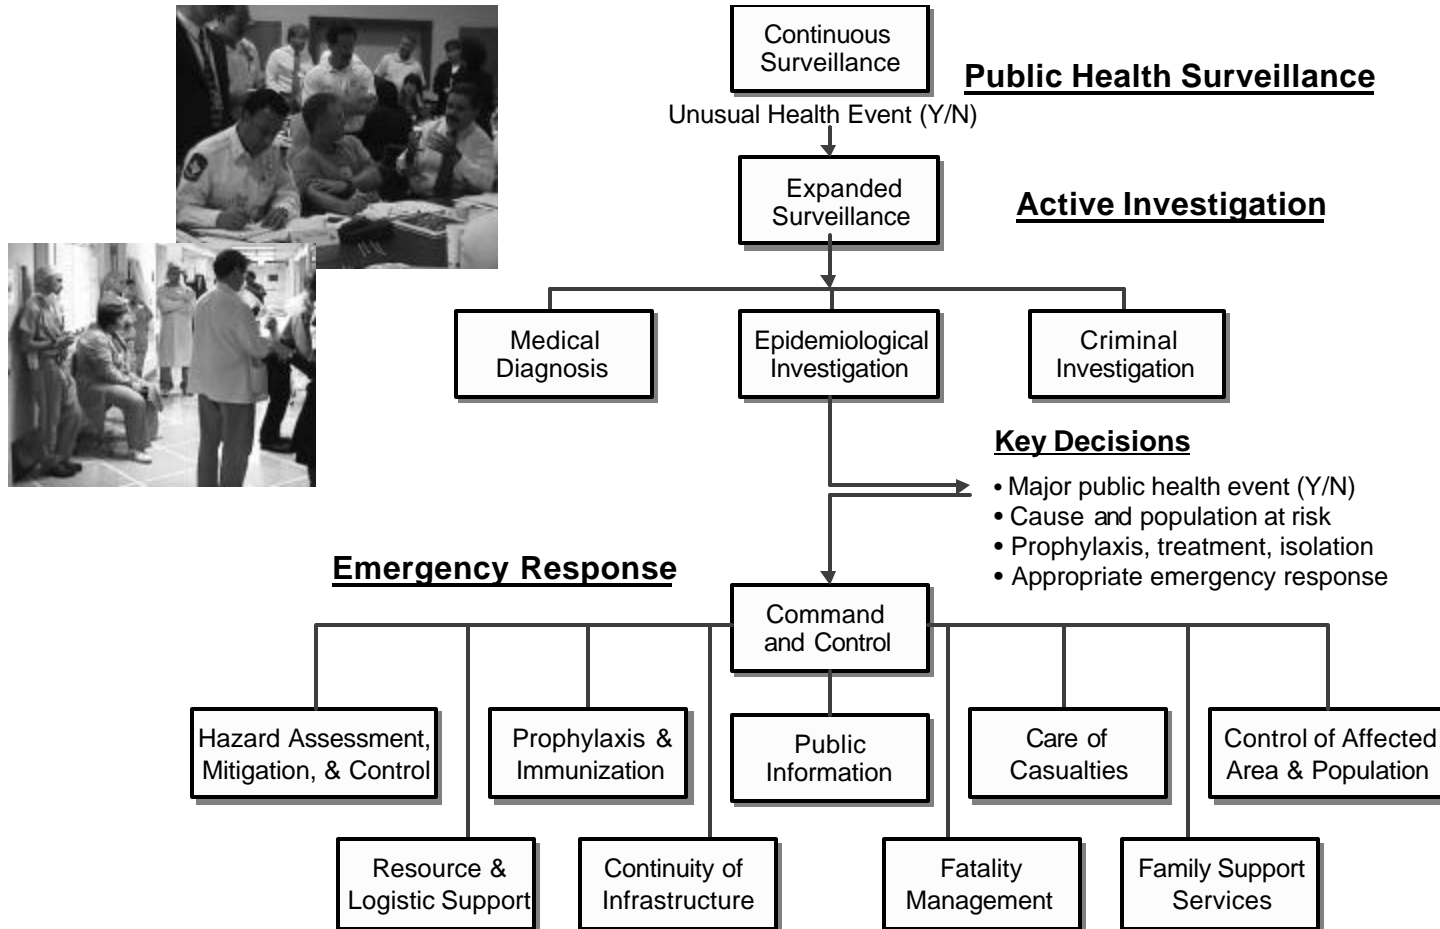 Continuous
Surveillance
Public Health Surveillance
Unusual Health Event (Y/N)
Expanded
Surveillance
Active Investigation
Medical
Diagnosis
Epidemiological
Investigation
Criminal
Investigation
Key Decisions
• Major public health event (Y/N)
• Cause and population at risk
• Prophylaxis, treatment, isolation
• Appropriate emergency response
Emergency Response
Command
and Control
Hazard Assessment,
Mitigation, & Control
Prophylaxis &
Immunization
Public
Information
Care of
Casualties
Control of Affected
Area & Population
Resource &
Logistic Support
Continuity of
Infrastructure
Fatality
Management
Family Support
Services